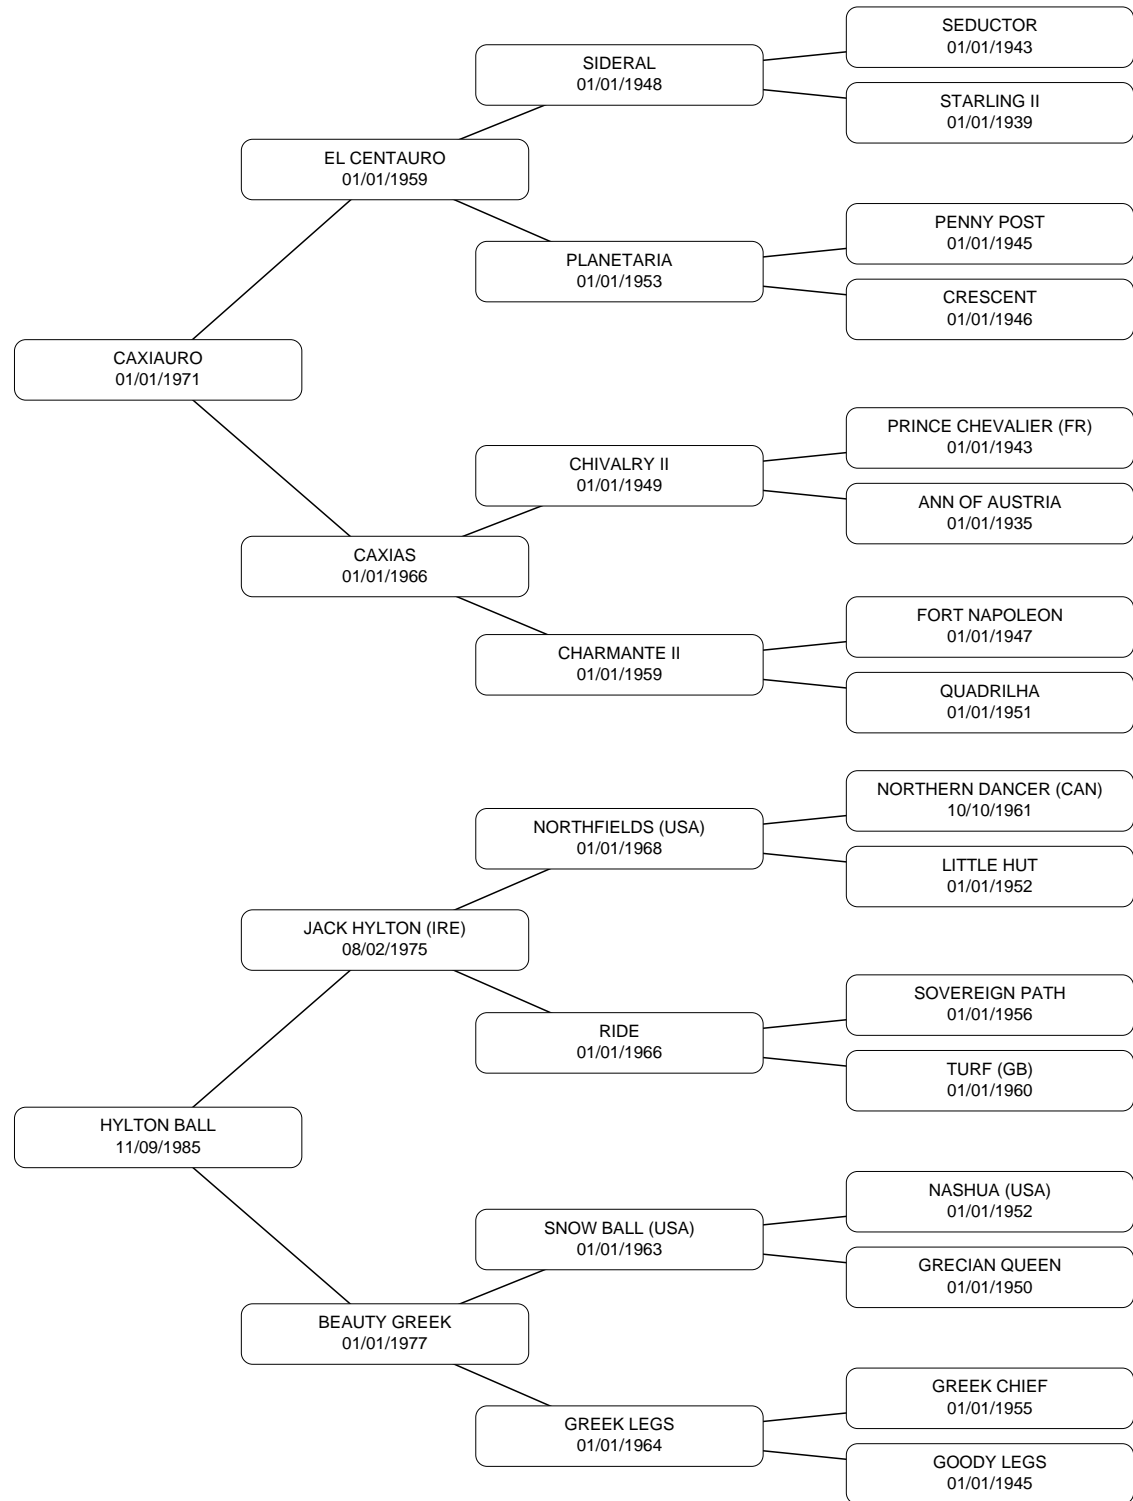 SEDUCTOR
01/01/1943
SIDERAL
01/01/1948
STARLING II
01/01/1939
EL CENTAURO
01/01/1959
PENNY POST
01/01/1945
PLANETARIA
01/01/1953
CRESCENT
01/01/1946
CAXIAURO
01/01/1971
PRINCE CHEVALIER (FR)
01/01/1943
CHIVALRY II
01/01/1949
ANN OF AUSTRIA
01/01/1935
CAXIAS
01/01/1966
FORT NAPOLEON
01/01/1947
CHARMANTE II
01/01/1959
QUADRILHA
01/01/1951
NORTHERN DANCER (CAN)
10/10/1961
NORTHFIELDS (USA)
01/01/1968
LITTLE HUT
01/01/1952
JACK HYLTON (IRE)
08/02/1975
SOVEREIGN PATH
01/01/1956
RIDE
01/01/1966
TURF (GB)
01/01/1960
HYLTON BALL
11/09/1985
NASHUA (USA)
01/01/1952
SNOW BALL (USA)
01/01/1963
GRECIAN QUEEN
01/01/1950
BEAUTY GREEK
01/01/1977
GREEK CHIEF
01/01/1955
GREEK LEGS
01/01/1964
GOODY LEGS
01/01/1945